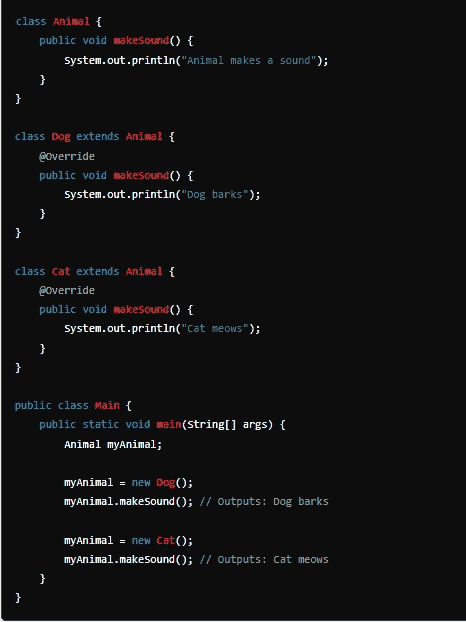 class Animal {
    public void makeSound() {
        System.out.println("Animal makes a sound");
    }
}

class Dog extends Animal {
    @Override
    public void makeSound() {
        System.out.println("Dog barks");
    }
}

class Cat extends Animal {
    @Override
    public void makeSound() {
        System.out.println("Cat meows");
    }
}

public class Main {
    public static void main(String[] args) {
        Animal myAnimal;

        myAnimal = new Dog();
        myAnimal.makeSound(); // Outputs: Dog barks

        myAnimal = new Cat();
        myAnimal.makeSound(); // Outputs: Cat meows
    }
}